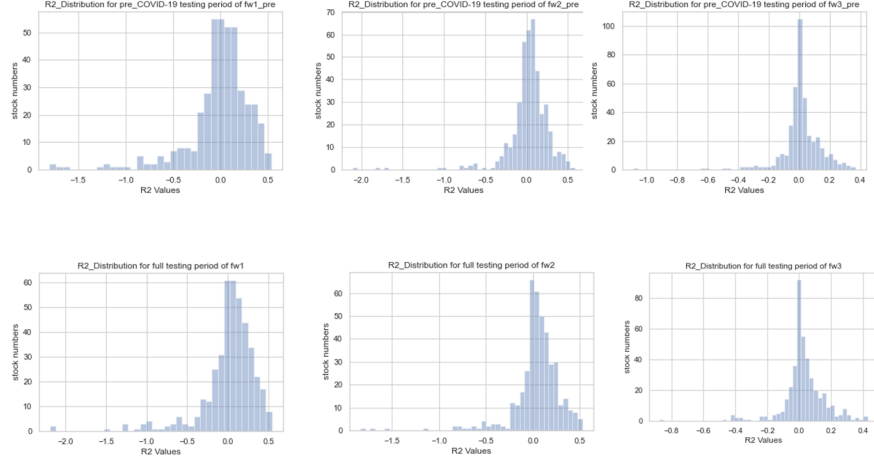 R2_Distribution for pre_COVID-19 testing period of fw1_pre
stock numbers
50
40
30
20
10
0
−1.5 −1.0 −0.5 0.0 0.5
R2 Values
R2_Distribution for pre_COVID-19 testing period of fw2_pre
stock numbers
70
60
50
40
30
20
10
0
−2.0 −1.5 −1.0 −0.5 0.0 0.5
R2 Values
R2_Distribution for pre_COVID-19 testing period of fw3_pre
stock numbers
100
80
60
40
20
0
−1.0 −0.8 −0.6 −0.4 −0.2 0.0 0.2 0.4
R2 Values
R2_Distribution for full testing period of fw1
stock numbers
60
50
40
30
20
10
0
−2.0 −1.5 −1.0 −0.5 0.0 0.5
R2 Values
R2_Distribution for full testing period of fw2
stock numbers
60
50
40
30
20
10
0
−1.5 −1.0 −0.5 0.0 0.5
R2 Values
R2_Distribution for full testing period of fw3
stock numbers
80
60
40
20
0
−0.8 −0.6 −0.4 −0.2 0.0 0.2 0.4
R2 Values